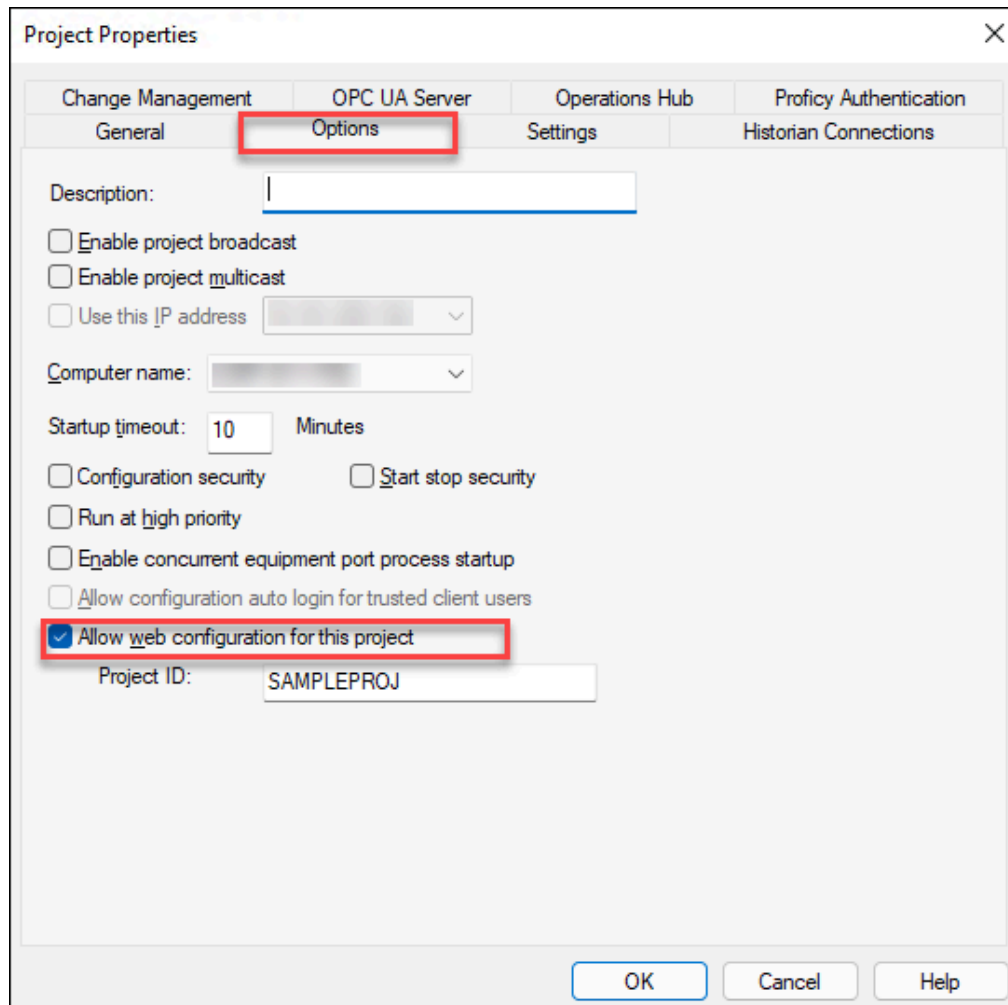 Project Properties
Change Management OPC UA Server Operations Hub Proficy Authentication
General Options Settings Historian Connections
Description:
Enable project broadcast
Enable project multicast
Use this IP address
Computer name:
Startup timeout: 10 Minutes
Configuration security Start stop security
Run at high priority
Enable concurrent equipment port process startup
Allow configuration auto login for trusted client users
Allow web configuration for this project
Project ID: SAMPLEPROJ
OK Cancel Help